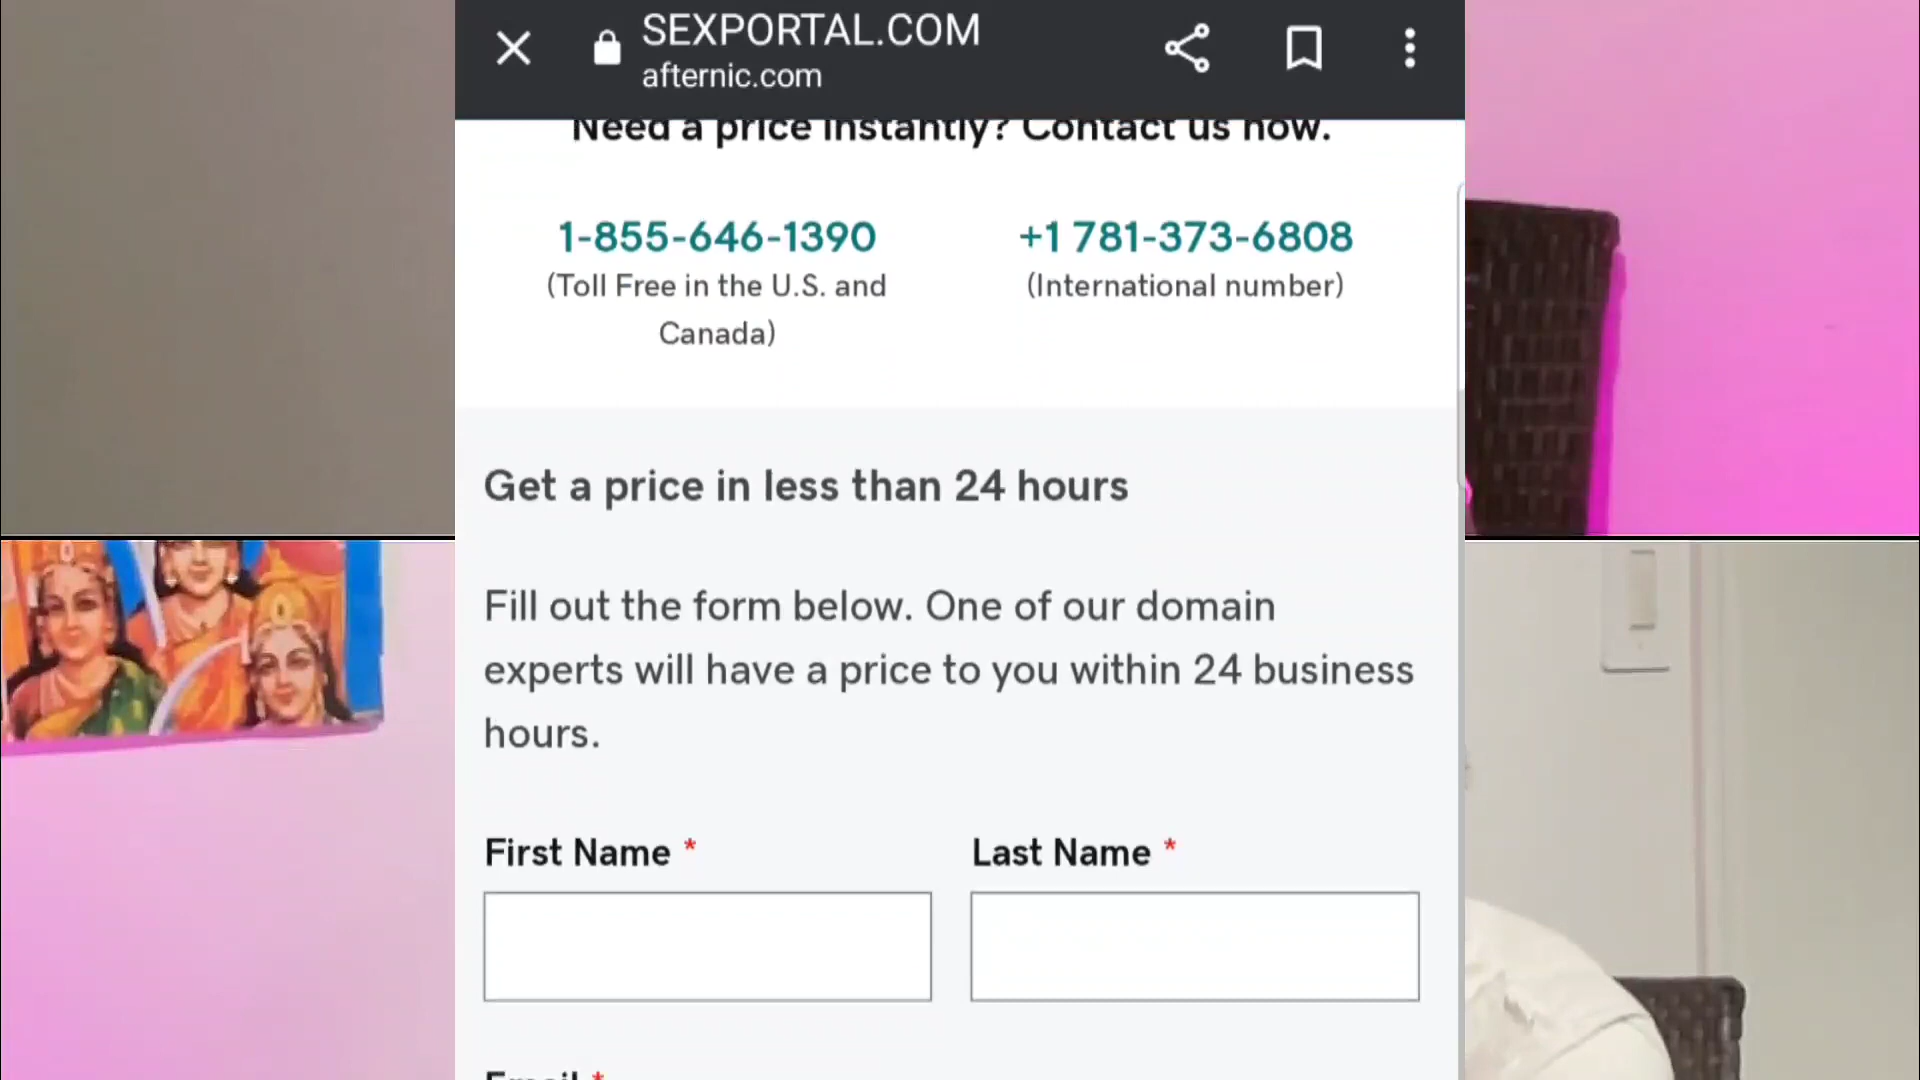 SEXPORTAL.COM
afternic.com
Need a price instantly? Contact us now.
1-855-646-1390
(Toll Free in the U.S. and
Canada)
+1 781-373-6808
(International number)
Get a price in less than 24 hours
Fill out the form below. One of our domain
experts will have a price to you within 24 business
hours.
First Name *
Last Name *
Email *